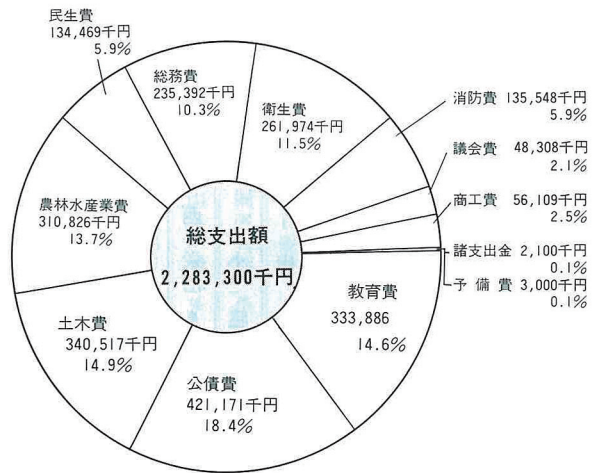 民生費
134,469千円
5.9%
総務費
235,392千円
10.3%
衛生費
261,974千円
11.5%
消防費 135,548千円
5.9%
議会費 48,308千円
2.1%
商工費 56,109千円
2.5%
諸支出金 2,100千円
0.1%
予備費 3,000千円
0.1%
農林水産業費
310,826千円
13.7%
総支出額
2,283,300千円
教育費
333,886
14.6%
土木費
340,517千円
14.9%
公債費
421,171千円
18.4%